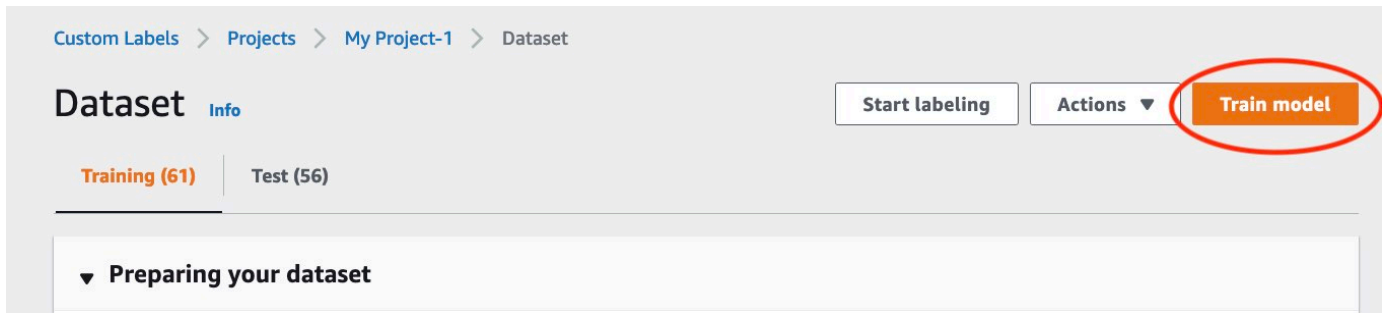 Custom Labels > Projects > My Project-1 > Dataset
Dataset Info
Start labeling Actions ▼ Train model
Training (61) Test (56)
▼ Preparing your dataset